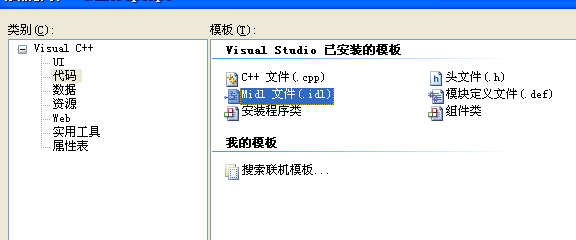 类别(C):
模板(T):
Visual C++
UI
代码
数据
资源
Web
实用工具
属性表
Visual Studio 已安装的模板
C++ 文件(.cpp)
头文件(.h)
Midl 文件(.idl)
模块定义文件(.def)
安装程序类
组件类
我的模板
搜索联机模板...